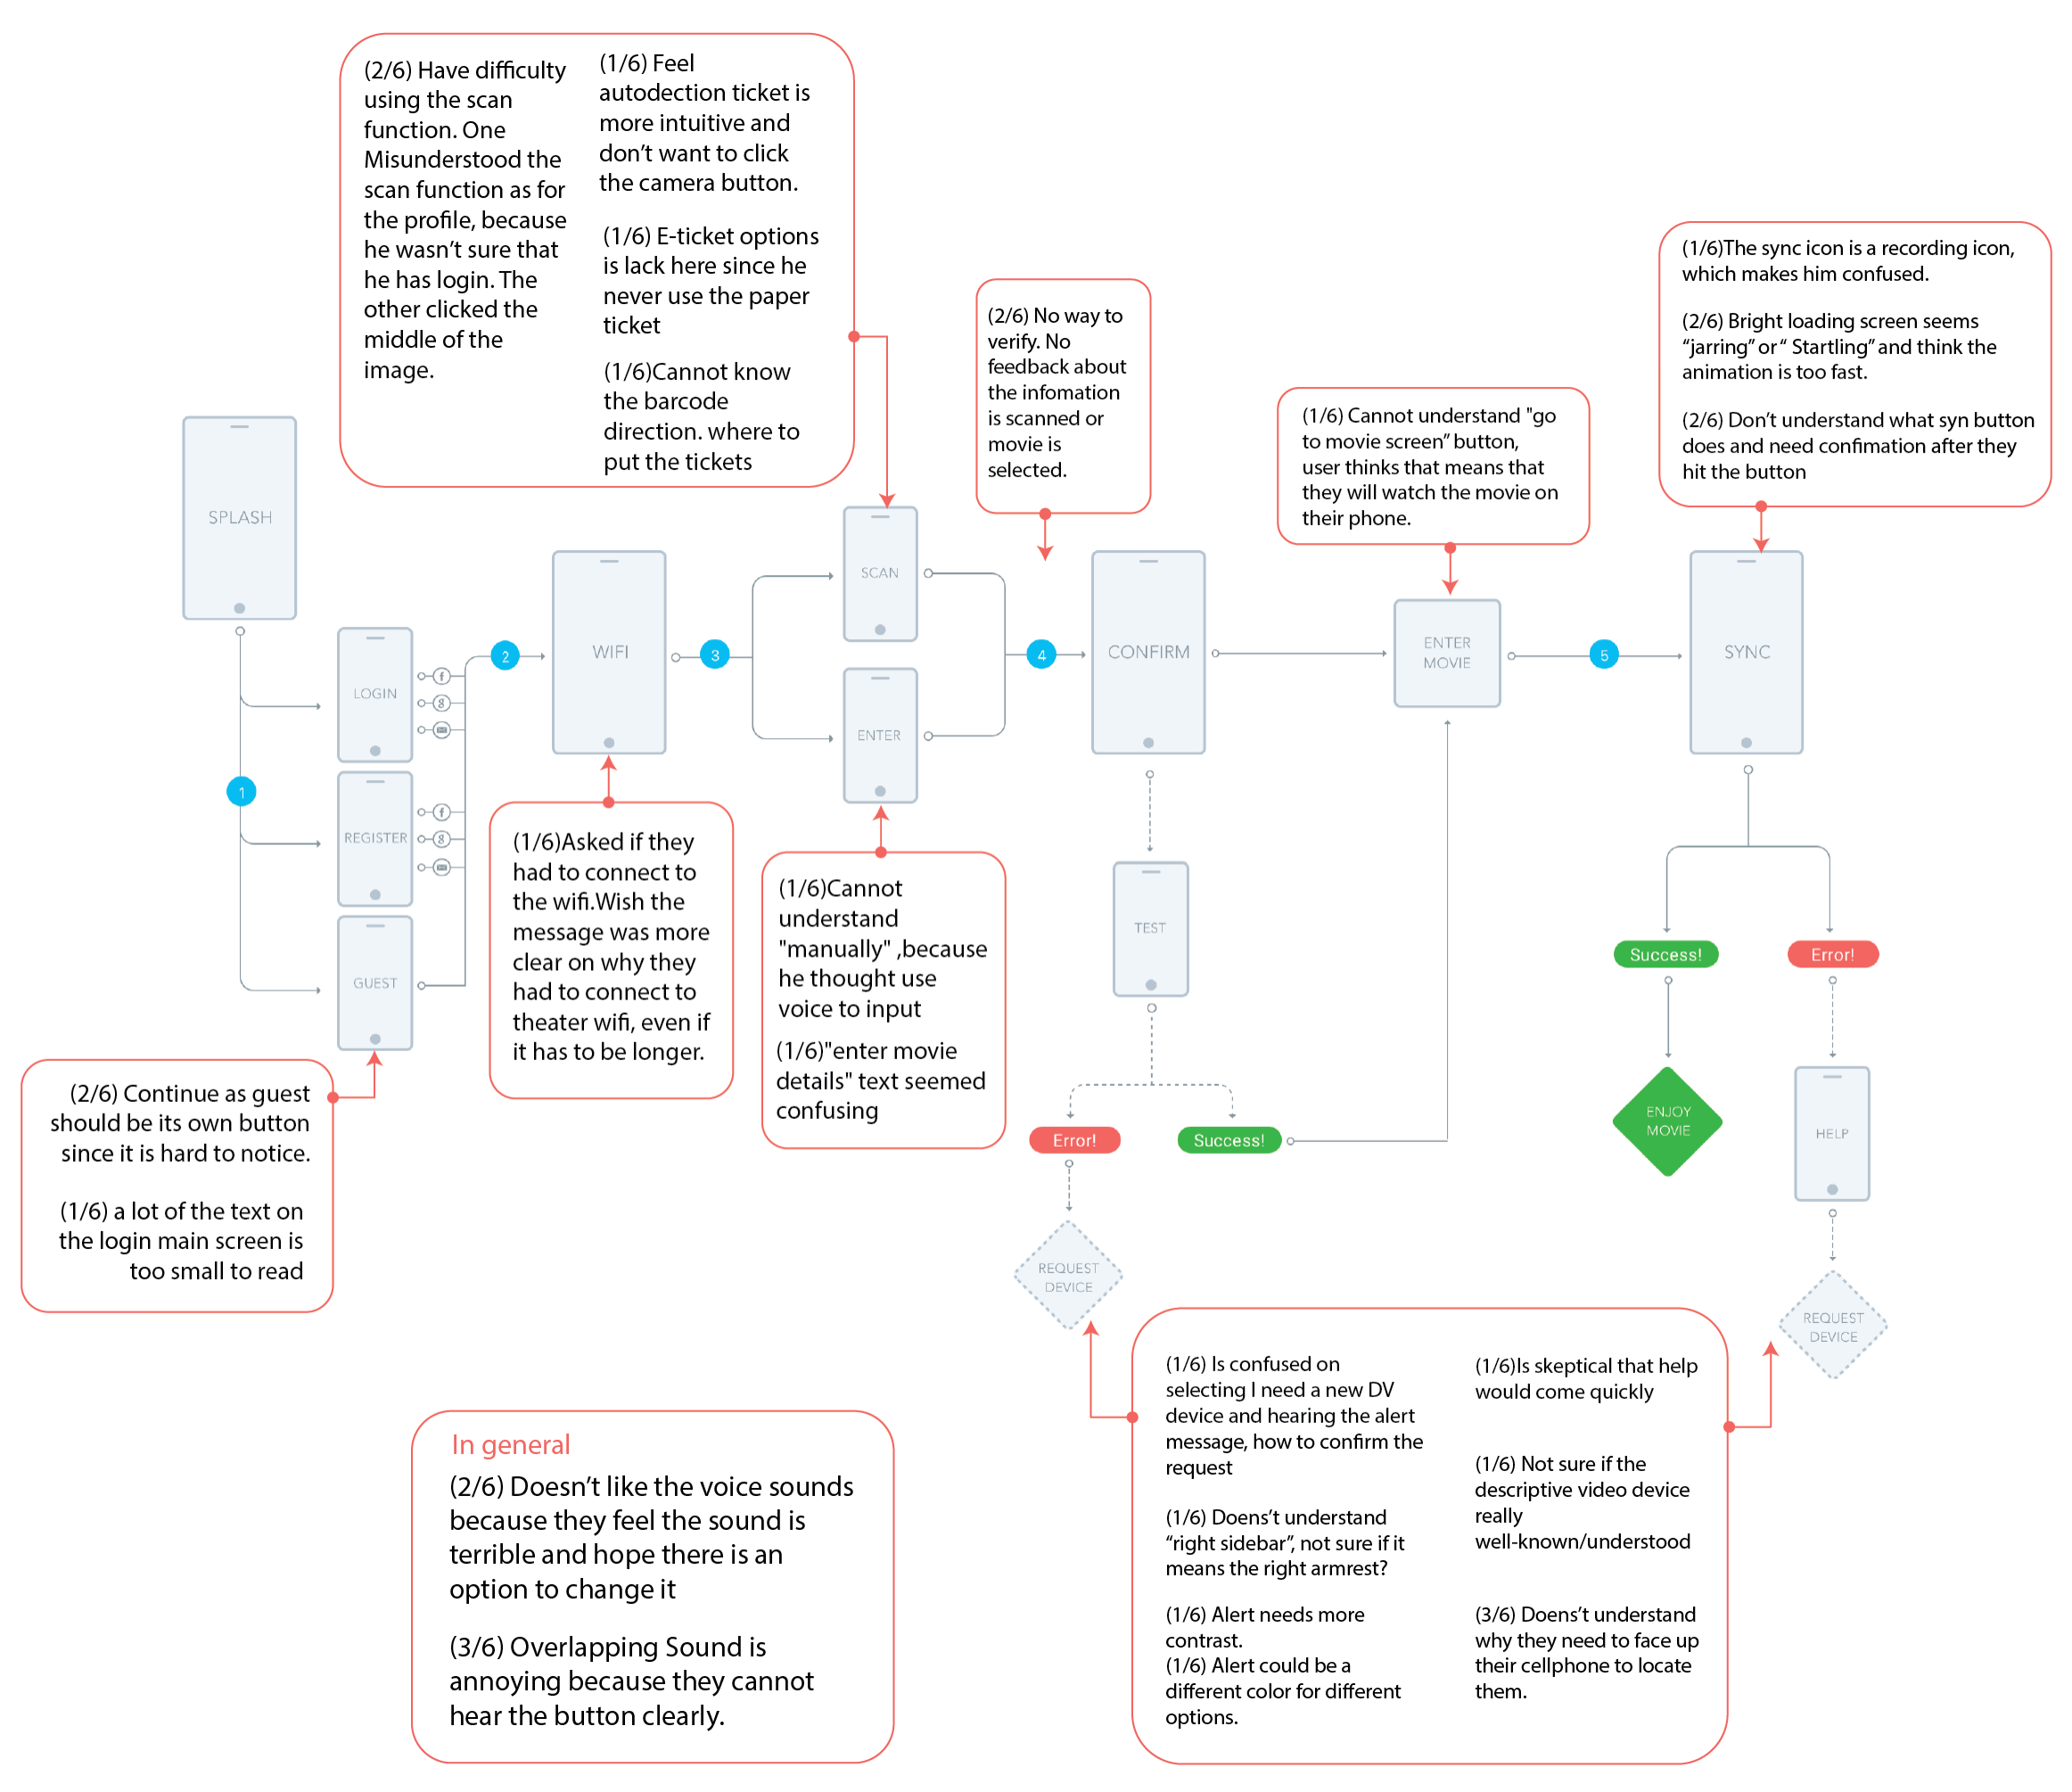 (2/6) Have difficulty
using the scan
function. One
Misunderstood the
scan function as for
the profile, because
he wasn't sure that
he has login. The
other clicked the
middle of the
image.
(1/6) Feel
autodection ticket is
more intuitive and
don't want to click
the camera button.
(1/6) E-ticket options
is lack here since he
never use the paper
ticket
(1/6)Cannot know
the barcode
direction. where to
put the tickets
(2/6) No way to
verify. No
feedback about
the infomation
is scanned or
movie is
selected.
(1/6) Cannot understand "go
to movie screen" button,
user thinks that means that
they will watch the movie on
their phone.
(1/6)The sync icon is a recording icon,
which makes him confused.
(2/6) Bright loading screen seems
“jarring” or “ Startling” and think the
animation is too fast.
(2/6) Don't understand what syn button
does and need confimation after they
hit the button
SPLASH
1
LOGIN
f
g
REGISTER
f
g
GUEST
2
WIFI
3
SCAN
ENTER
4
CONFIRM
ENTER
MOVIE
5
SYNC
TEST
Error!
Success!
REQUEST
DEVICE
Success!
Error!
ENJOY
MOVIE
HELP
REQUEST
DEVICE
(2/6) Continue as guest
should be its own button
since it is hard to notice.
(1/6) a lot of the text on
the login main screen is
too small to read
(1/6)Asked if they
had to connect to
the wifi.Wish the
message was more
clear on why they
had to connect to
theater wifi, even if
it has to be longer.
(1/6)Cannot
understand
"manually" ,because
he thought use
voice to input
(1/6)"enter movie
details" text seemed
confusing
In general
(2/6) Doesn't like the voice sounds
because they feel the sound is
terrible and hope there is an
option to change it
(3/6) Overlapping Sound is
annoying because they cannot
hear the button clearly.
(1/6) Is confused on
selecting I need a new DV
device and hearing the alert
message, how to confirm the
request
(1/6) Doens't understand
“right sidebar”, not sure if it
means the right armrest?
(1/6) Alert needs more
contrast.
(1/6) Alert could be a
different color for different
options.
(1/6)Is skeptical that help
would come quickly
(1/6) Not sure if the
descriptive video device
really
well-known/understood
(3/6) Doens't understand
why they need to face up
their cellphone to locate
them.